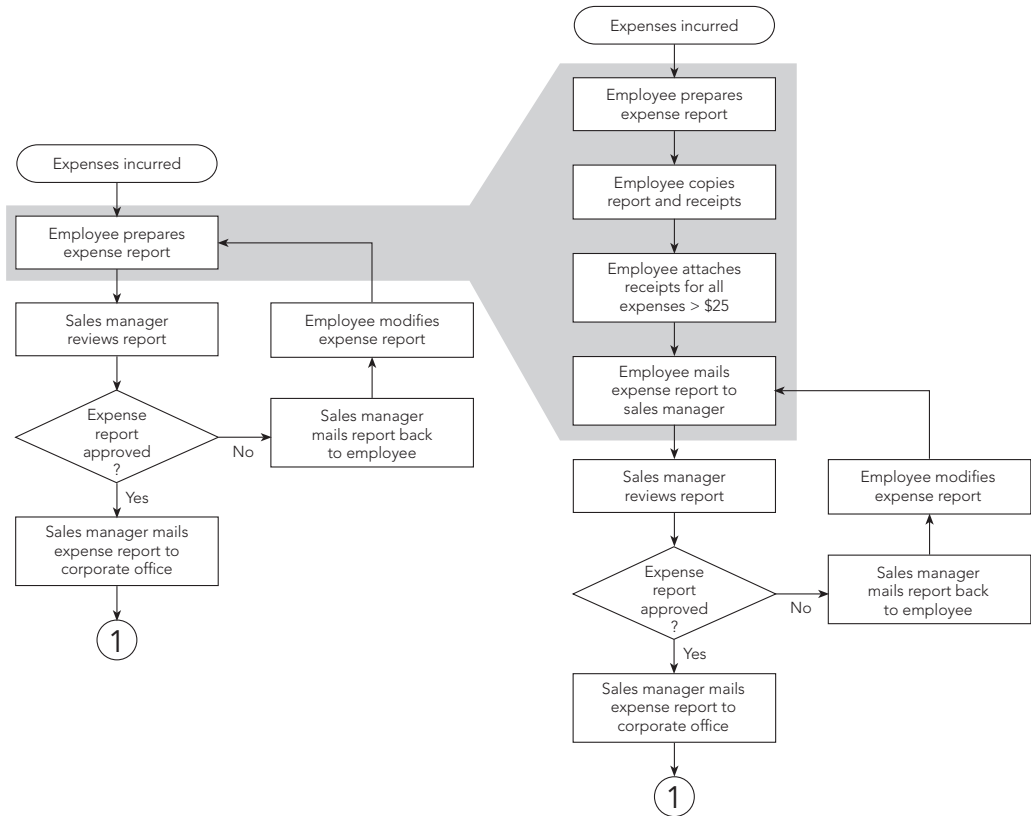 Expenses incurred
Employee prepares
expense report
Sales manager
reviews report
Expense
report
approved
?
No
Yes
Sales manager
mails report back
to employee
Employee modifies
expense report
Sales manager mails
expense report to
corporate office
1
Expenses incurred
Employee prepares
expense report
Employee copies
report and receipts
Employee attaches
receipts for all
expenses > $25
Employee mails
expense report to
sales manager
Sales manager
reviews report
Expense
report
approved
?
No
Yes
Sales manager
mails report back
to employee
Employee modifies
expense report
Sales manager mails
expense report to
corporate office
1